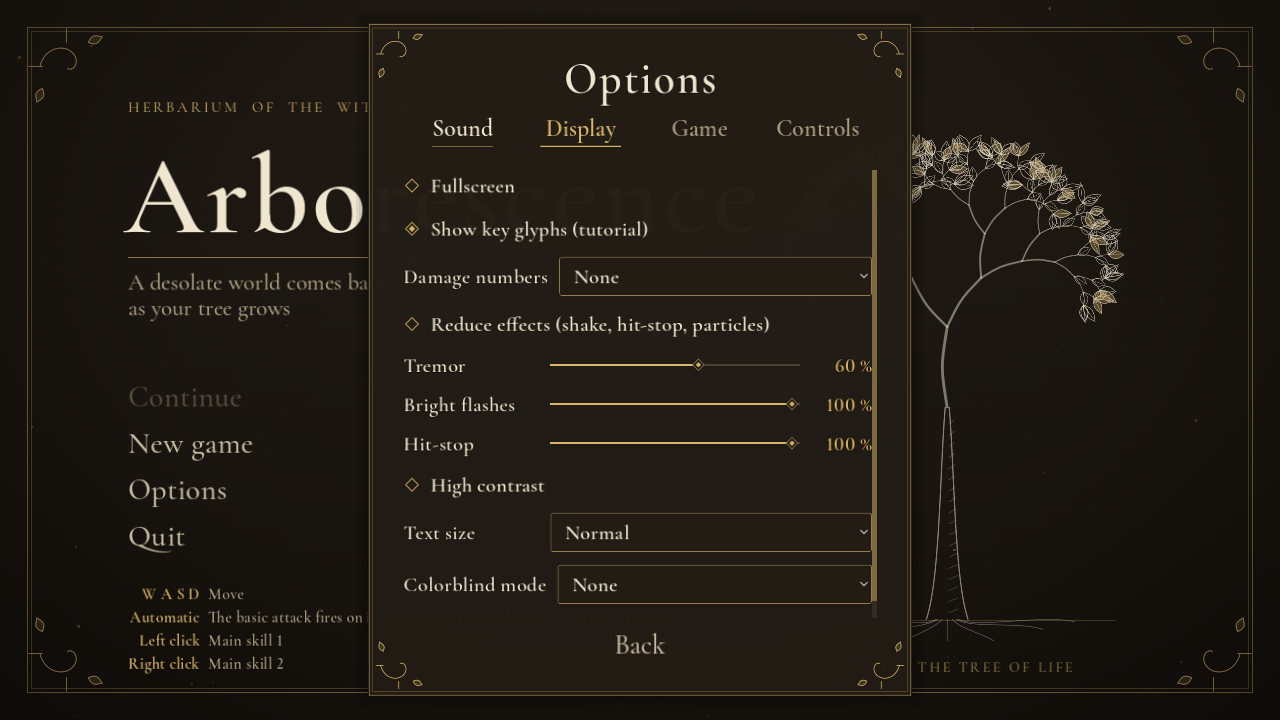 Options
Sound Display Game Controls
Fullscreen
Show key glyphs (tutorial)
Damage numbers None
Reduce effects (shake, hit-stop, particles)
Tremor 60 %
Bright flashes 100 %
Hit-stop 100 %
High contrast
Text size Normal
Colorblind mode None
Back
HERBARIUM OF THE WIT
Arborescence
A desolate world comes ba
as your tree grows
Continue
New game
Options
Quit
W A S D Move
Automatic The basic attack fires on
Left click Main skill 1
Right click Main skill 2
THE TREE OF LIFE